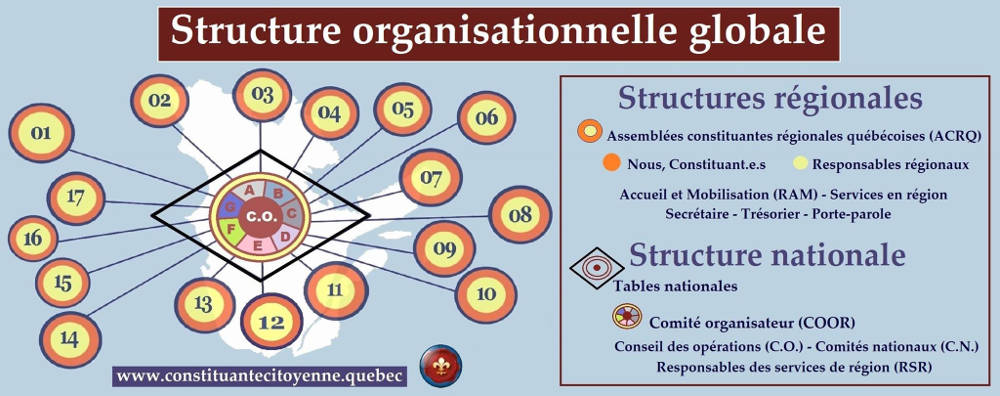 Structure organisationnelle globale
01
02
03
04
05
06
07
08
09
10
11
12
13
14
15
16
17
A
B
C
D
E
F
G
C.O.
www.constituantecitoyenne.quebec
Structures régionales
Assemblées constituantes régionales québécoises (ACRQ)
Nous, Constituant.e.s
Responsables régionaux
Accueil et Mobilisation (RAM) - Services en région
Secrétaire - Trésorier - Porte-parole
Structure nationale
Tables nationales
Comité organisateur (COOR)
Conseil des opérations (C.O.) - Comités nationaux (C.N.)
Responsables des services de région (RSR)